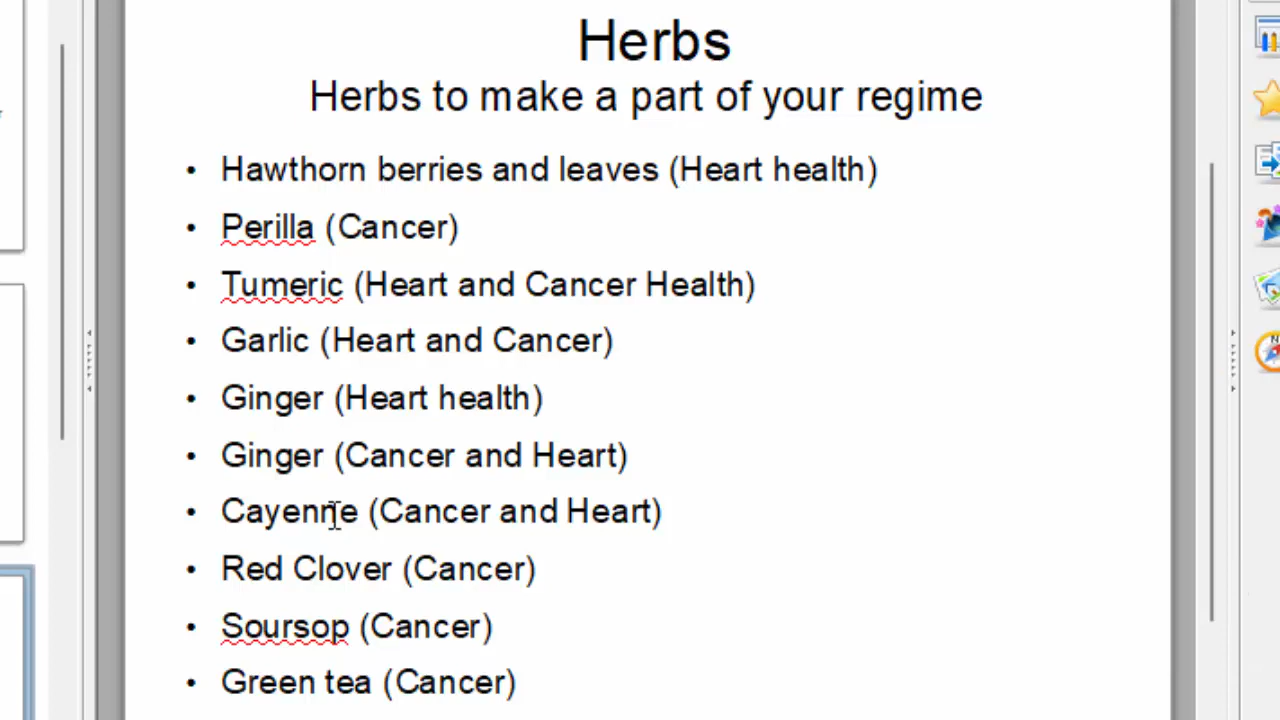 Herbs
Herbs to make a part of your regime
• Hawthorn berries and leaves (Heart health)
• Perilla (Cancer)
• Tumeric (Heart and Cancer Health)
• Garlic (Heart and Cancer)
• Ginger (Heart health)
• Ginger (Cancer and Heart)
• Cayenne (Cancer and Heart)
• Red Clover (Cancer)
• Soursop (Cancer)
• Green tea (Cancer)